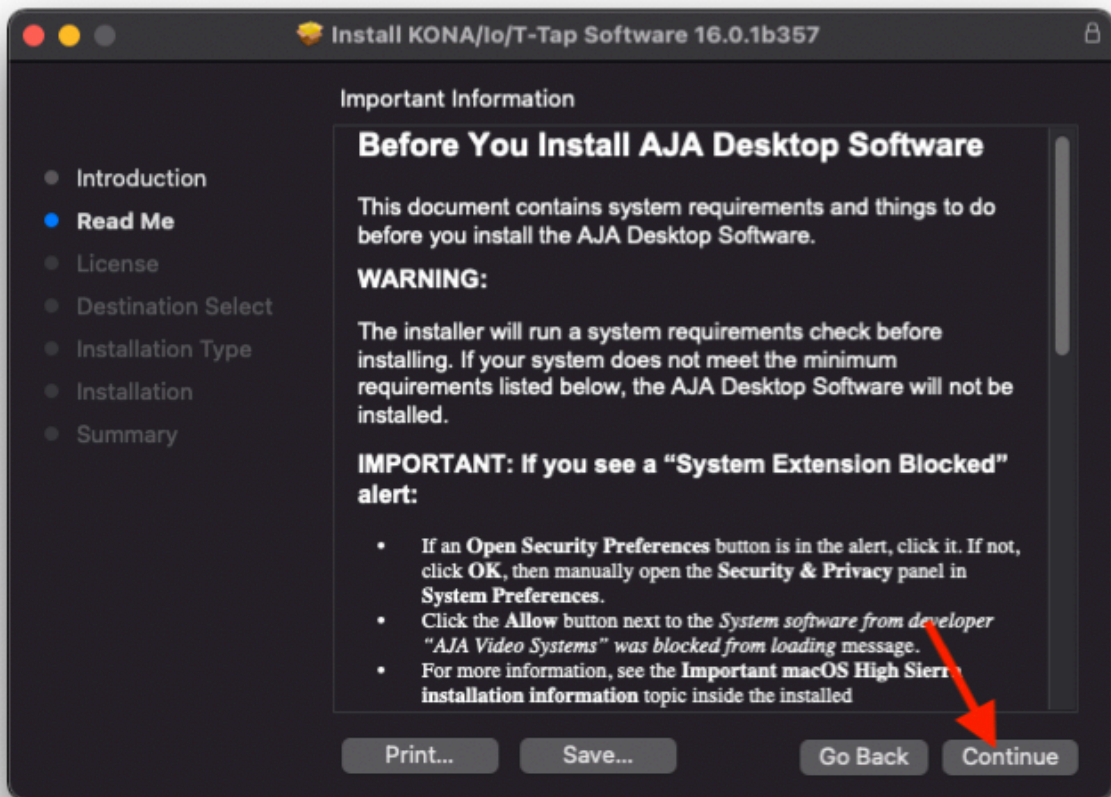 Install KONA/Io/T-Tap Software 16.0.1b357
Important Information
Introduction
Read Me
License
Destination Select
Installation Type
Installation
Summary
Before You Install AJA Desktop Software
This document contains system requirements and things to do
before you install the AJA Desktop Software.
WARNING:
The installer will run a system requirements check before
installing. If your system does not meet the minimum
requirements listed below, the AJA Desktop Software will not be
installed.
IMPORTANT: If you see a “System Extension Blocked”
alert:
• If an Open Security Preferences button is in the alert, click it. If not,
click OK, then manually open the Security & Privacy panel in
System Preferences.
• Click the Allow button next to the System software from developer
“AJA Video Systems” was blocked from loading message.
• For more information, see the Important macOS High Sierra
installation information topic inside the installed
Print...
Save...
Go Back
Continue